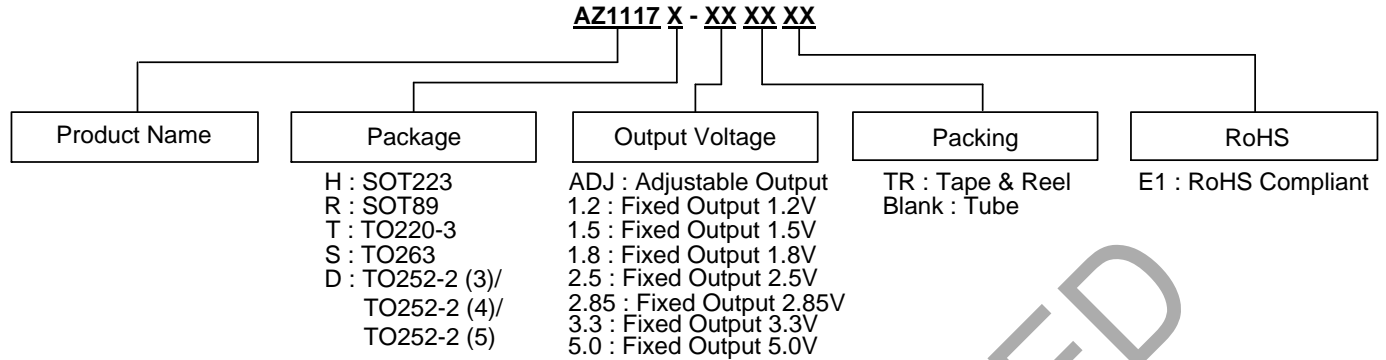 AZ1117 X - XX XX XX
Product Name
Package
H : SOT223
R : SOT89
T : TO220-3
S : TO263
D : TO252-2 (3)/
TO252-2 (4)/
TO252-2 (5)
Output Voltage
ADJ : Adjustable Output
1.2 : Fixed Output 1.2V
1.5 : Fixed Output 1.5V
1.8 : Fixed Output 1.8V
2.5 : Fixed Output 2.5V
2.85 : Fixed Output 2.85V
3.3 : Fixed Output 3.3V
5.0 : Fixed Output 5.0V
Packing
TR : Tape & Reel
Blank : Tube
RoHS
E1 : RoHS Compliant